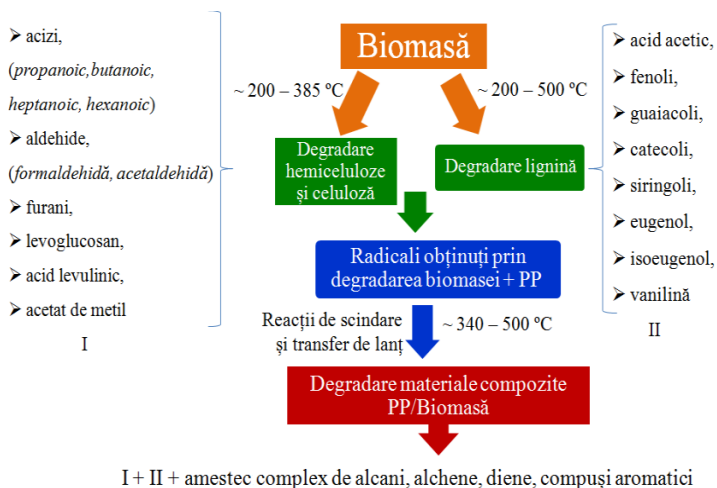 Biomasă
➢ acizi,
(propanoic, butanoic,
heptanoic, hexanoic)
➢ aldehide,
(formaldehidă, acetaldehidă)
➢ furani,
➢ levoglucosan,
➢ acid levulinic,
➢ acetat de metil
I
~ 200 – 385 ºC
~ 200 – 500 ºC
Degradare
hemiceluloze
și celuloză
Degradare lignină
➢ acid acetic,
➢ fenoli,
➢ guaiacoli,
➢ catecoli,
➢ siringoli,
➢ eugenol,
➢ isoeugenol,
➢ vanilină
II
Radicali obținuți prin
degradarea biomasei + PP
Reacții de scindare
și transfer de lanț
~ 340 – 500 ºC
Degradare materiale compozite
PP/Biomasă
I + II + amestec complex de alcani, alchene, diene, compuși aromatici